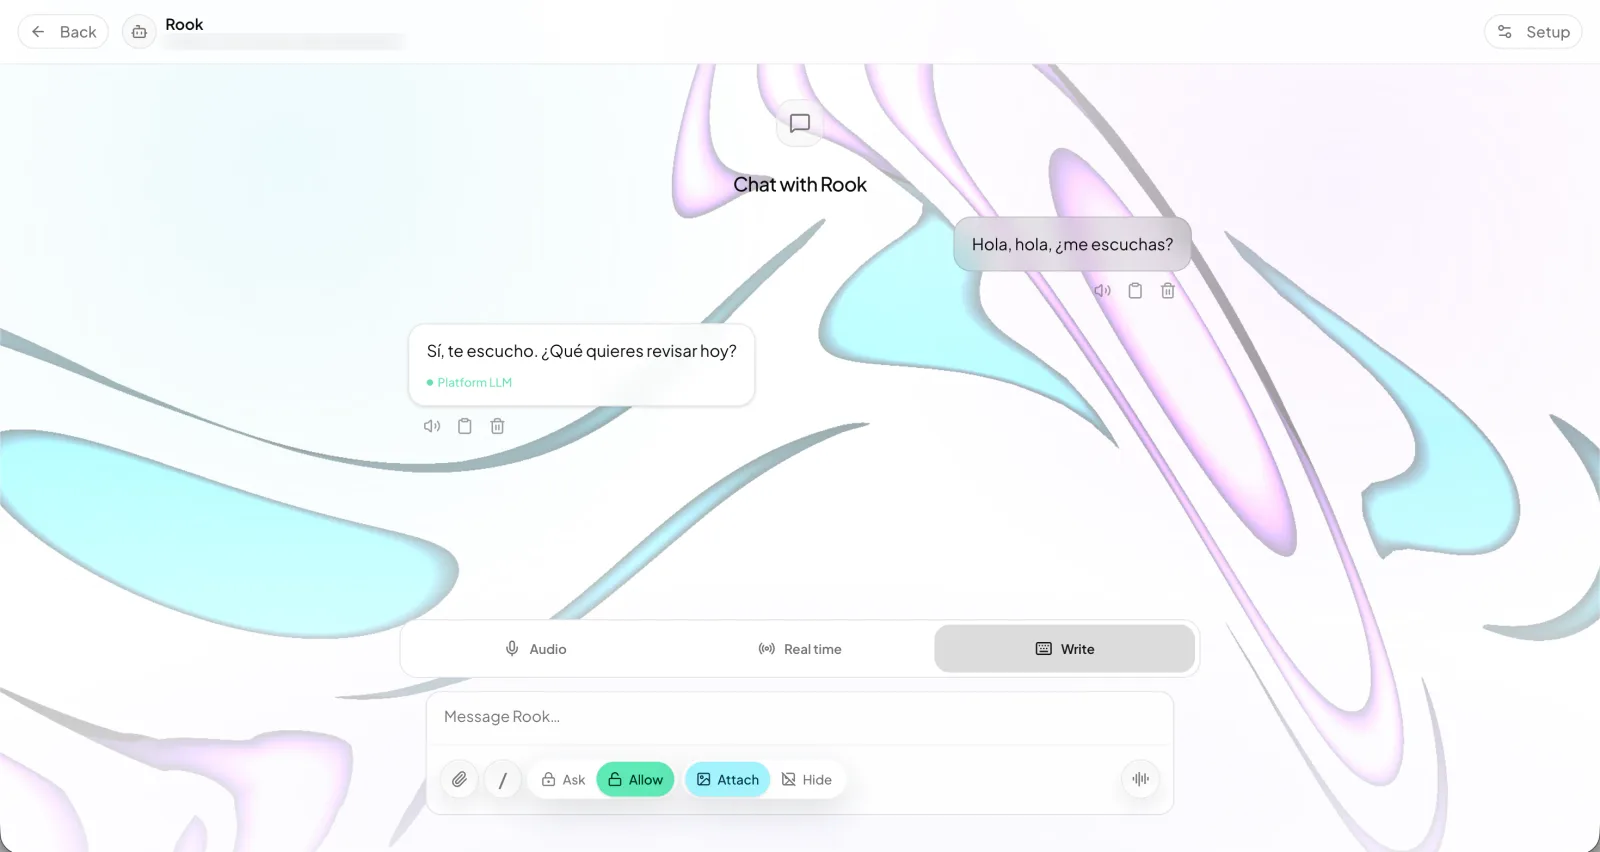 Back
Rook
Setup
Chat with Rook
Hola, hola, ¿me escuchas?
Sí, te escucho. ¿Qué quieres revisar hoy?
Platform LLM
Audio
Real time
Write
Message Rook...
/
Ask
Allow
Attach
Hide